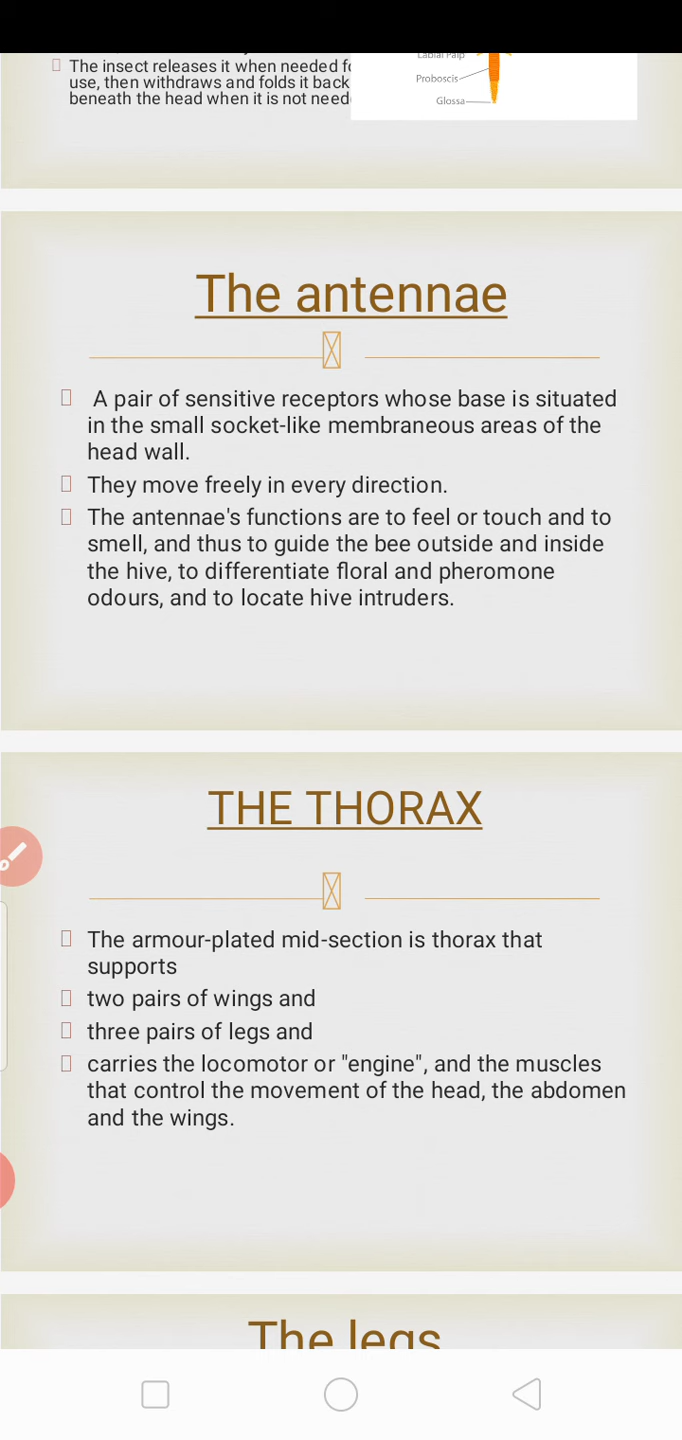 The insect releases it when needed fo
use, then withdraws and folds it back
beneath the head when it is not need
Labial Palp
Proboscis
Glossa
The antennae
A pair of sensitive receptors whose base is situated
in the small socket-like membraneous areas of the
head wall.
They move freely in every direction.
The antennae's functions are to feel or touch and to
smell, and thus to guide the bee outside and inside
the hive, to differentiate floral and pheromone
odours, and to locate hive intruders.
THE THORAX
The armour-plated mid-section is thorax that
supports
two pairs of wings and
three pairs of legs and
carries the locomotor or "engine", and the muscles
that control the movement of the head, the abdomen
and the wings.
The legs